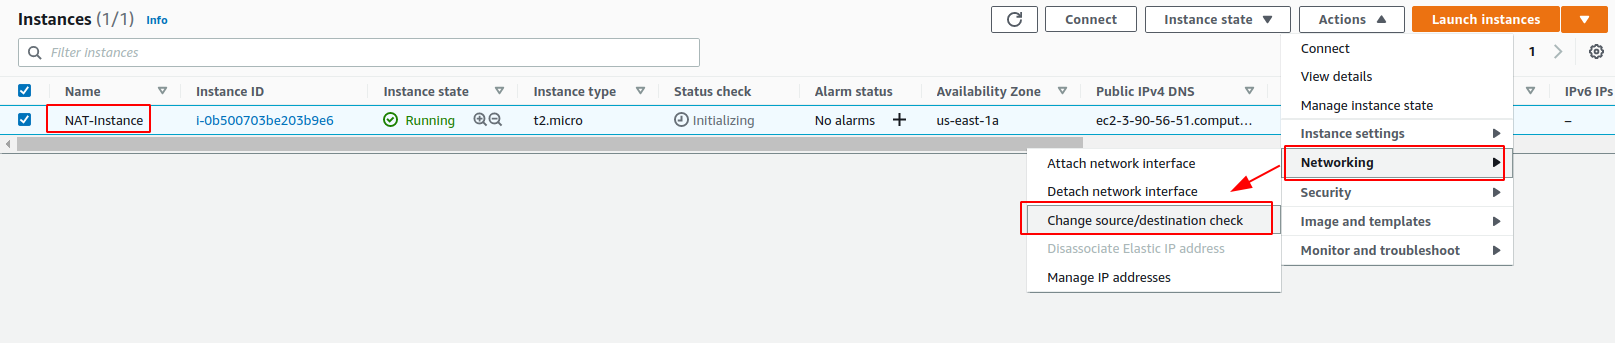 Instances (1/1) Info
Connect Instance state Actions Launch instances
Filter instances
1
Name Instance ID Instance state Instance type Status check Alarm status Availability Zone Public IPv4 DNS IPv6 IPs
NAT-Instance i-0b500703be203b9e6 Running t2.micro Initializing No alarms + us-east-1a ec2-3-90-56-51.comput... –
Connect
View details
Manage instance state
Instance settings
Networking
Security
Image and templates
Monitor and troubleshoot
Attach network interface
Detach network interface
Change source/destination check
Disassociate Elastic IP address
Manage IP addresses